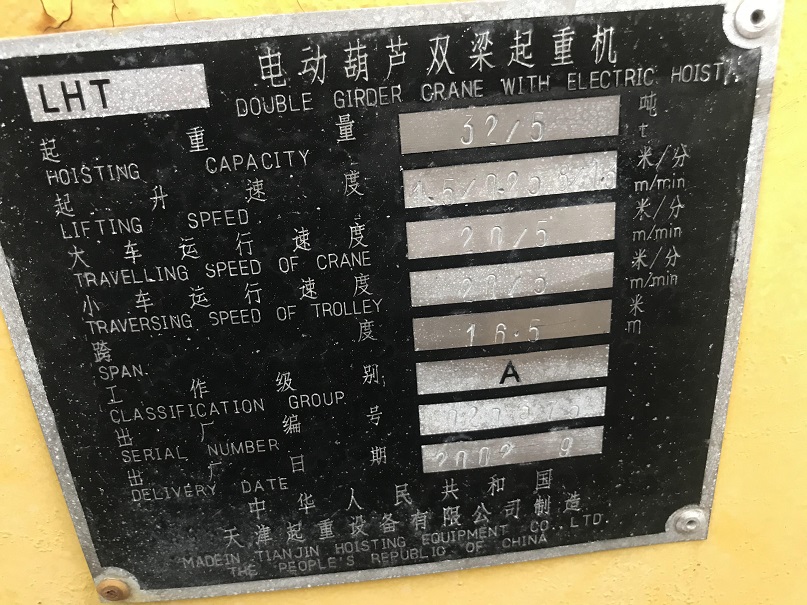 LHT 电动葫芦双梁起重机
DOUBLE GIRDER CRANE WITH ELECTRIC HOIST
起重量 32/5 吨
HOISTING CAPACITY t
起升速度 米/分
LIFTING SPEED m/min
大车运行速度 20/5 米/分
TRAVELLING SPEED OF CRANE m/min
小车运行速度 20/5 米/分
TRAVERSING SPEED OF TROLLEY m/min
跨度 16.5 米
SPAN m
工作级别 A
CLASSIFICATION GROUP
出厂编号
SERIAL NUMBER
出厂日期 2002 9
DELIVERY DATE
中华人民共和国
天津起重设备有限公司制造
MADEIN TIANJIN HOISTING EQUIPMENT CO.,LTD.
THE PEOPLE'S REPUBLIC OF CHINA